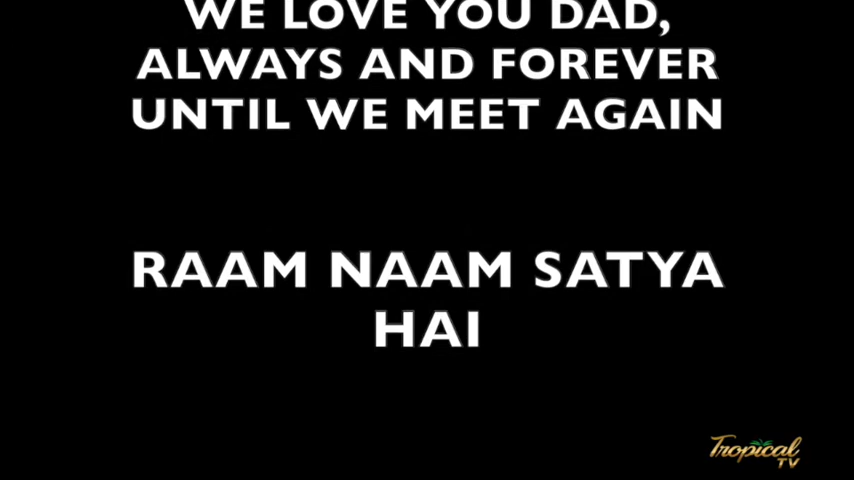 WE LOVE YOU DAD,
ALWAYS AND FOREVER
UNTIL WE MEET AGAIN
RAAM NAAM SATYA
HAI
Tropical
TV